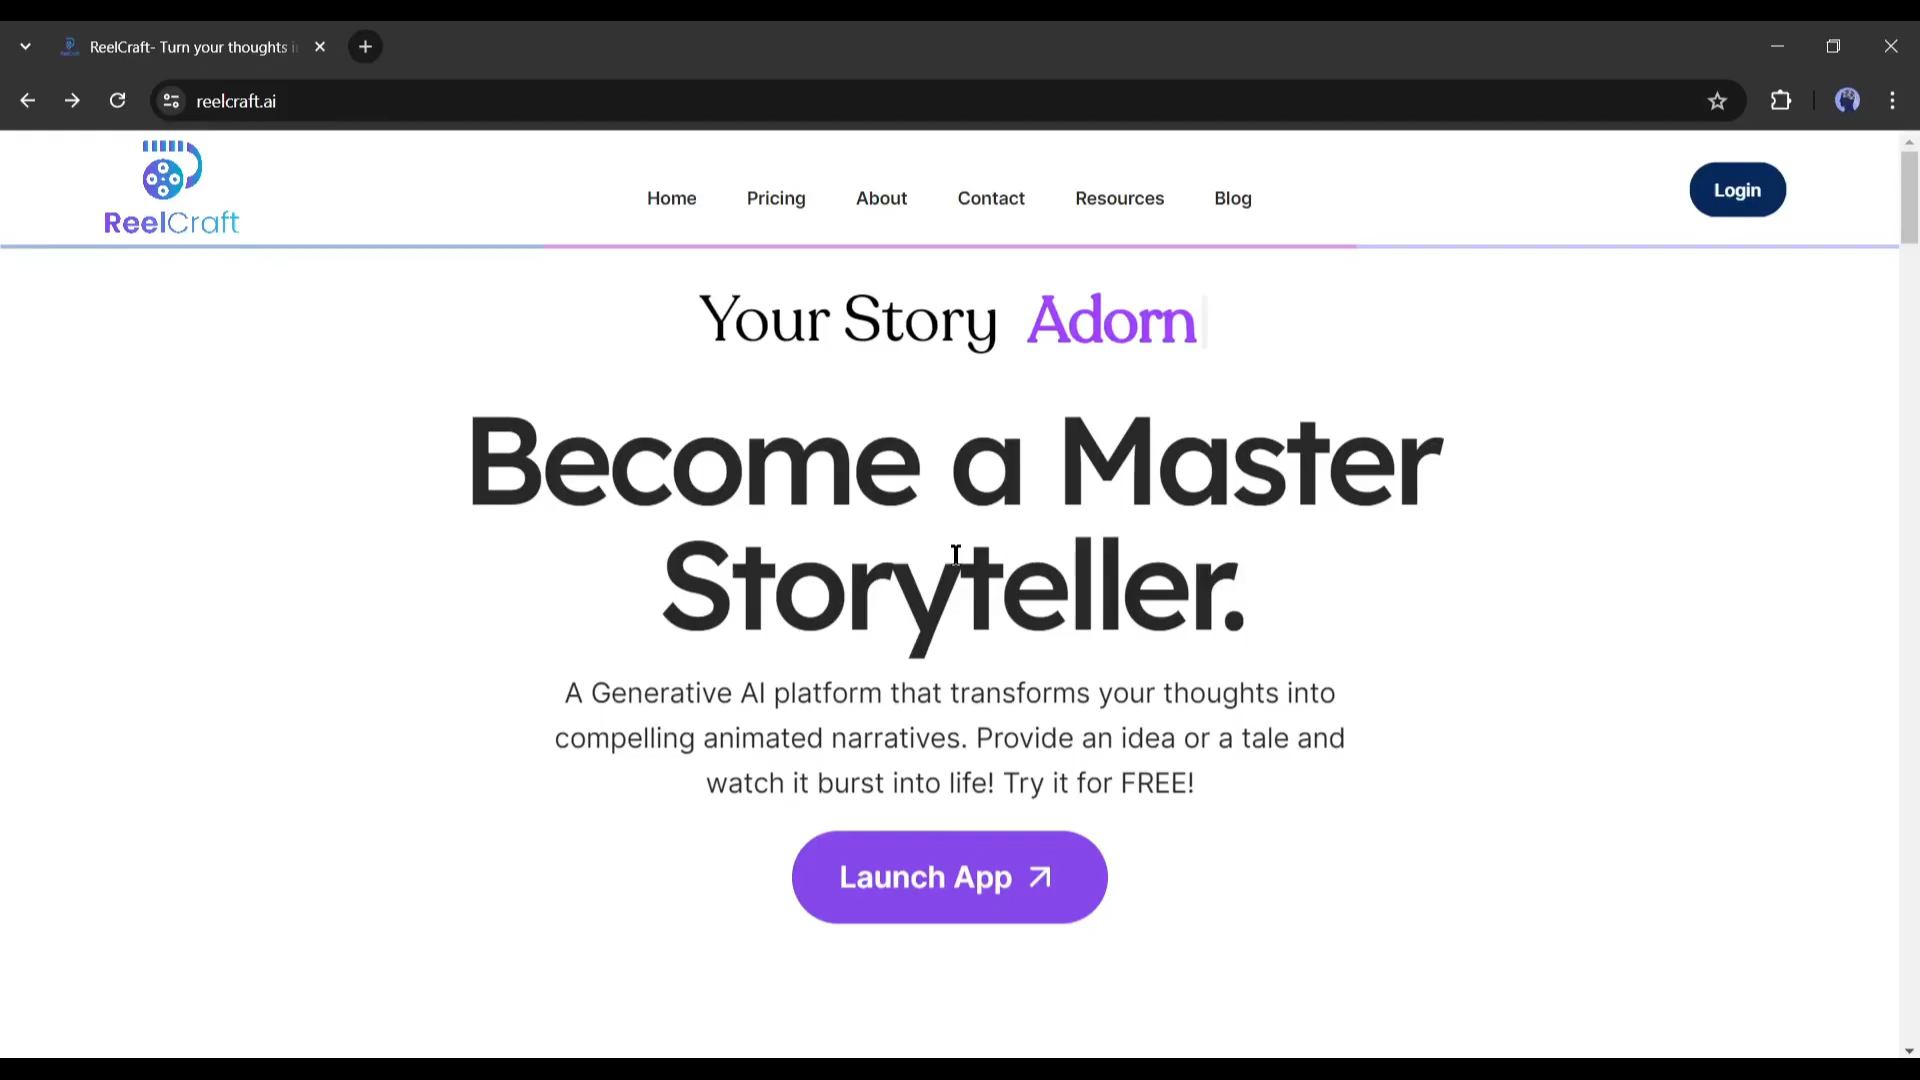 ReelCraft- Turn your thoughts i
reelcraft.ai
ReelCraft
Home
Pricing
About
Contact
Resources
Blog
Login
Your Story Adorn
Become a Master
Storyteller.
A Generative AI platform that transforms your thoughts into
compelling animated narratives. Provide an idea or a tale and
watch it burst into life! Try it for FREE!
Launch App